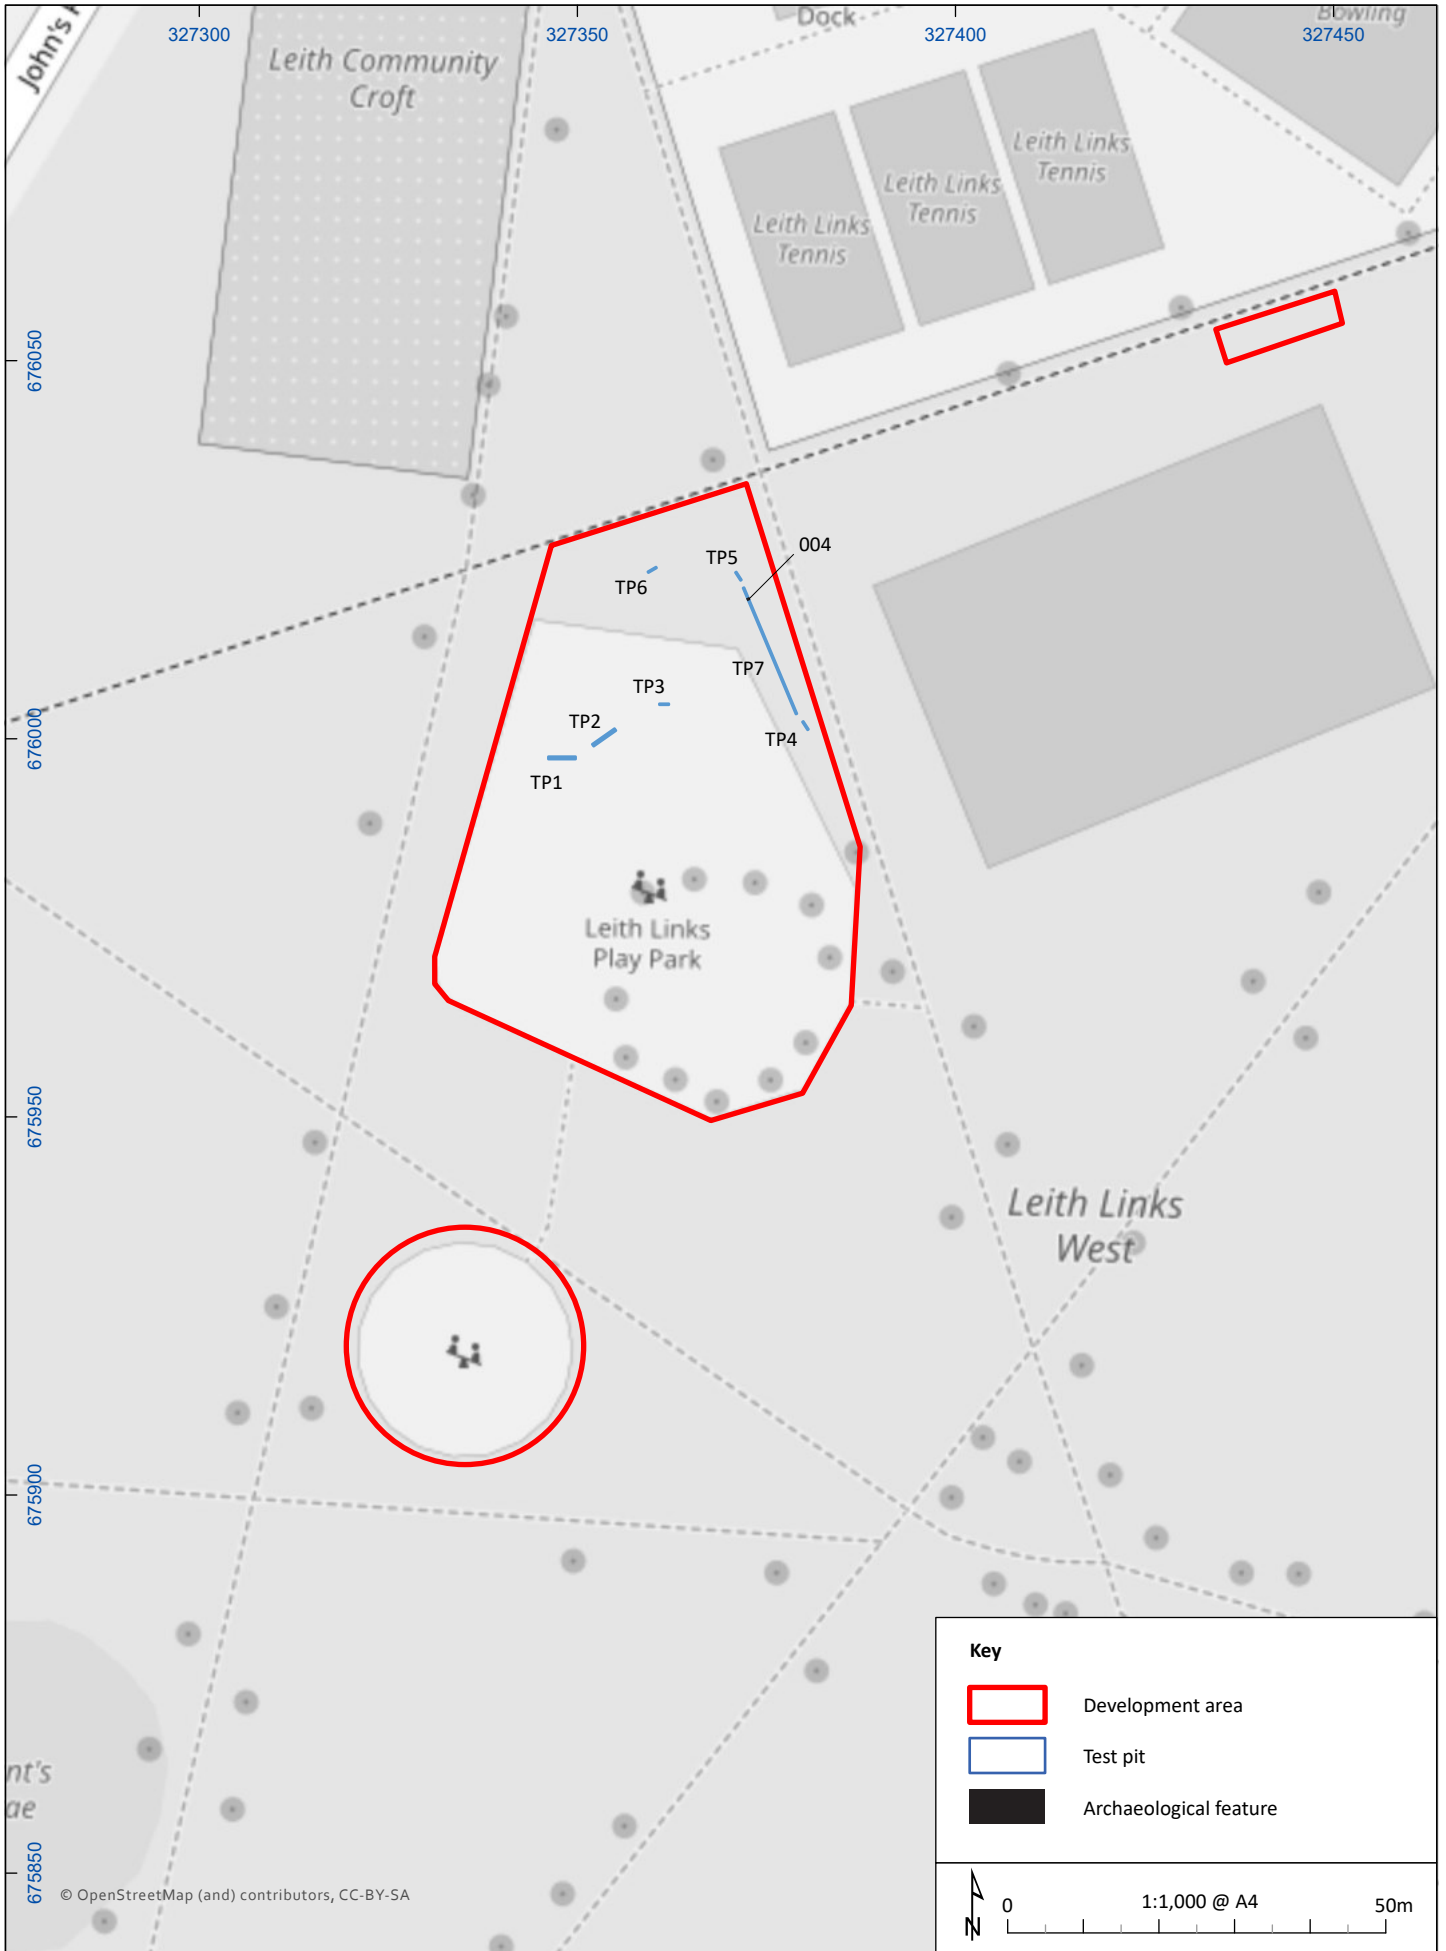 327300
327350
327400
327450
John's
Leith Community
Croft
Dock
Bowling
Leith Links
Tennis
Leith Links
Tennis
Leith Links
Tennis
676050
676000
675950
675900
675850
004
TP5
TP6
TP7
TP3
TP2
TP4
TP1
Leith Links
Play Park
Leith Links
West
nt's
ae
© OpenStreetMap (and) contributors, CC-BY-SA
Key
Development area
Test pit
Archaeological feature
N
0
1:1,000 @ A4
50m